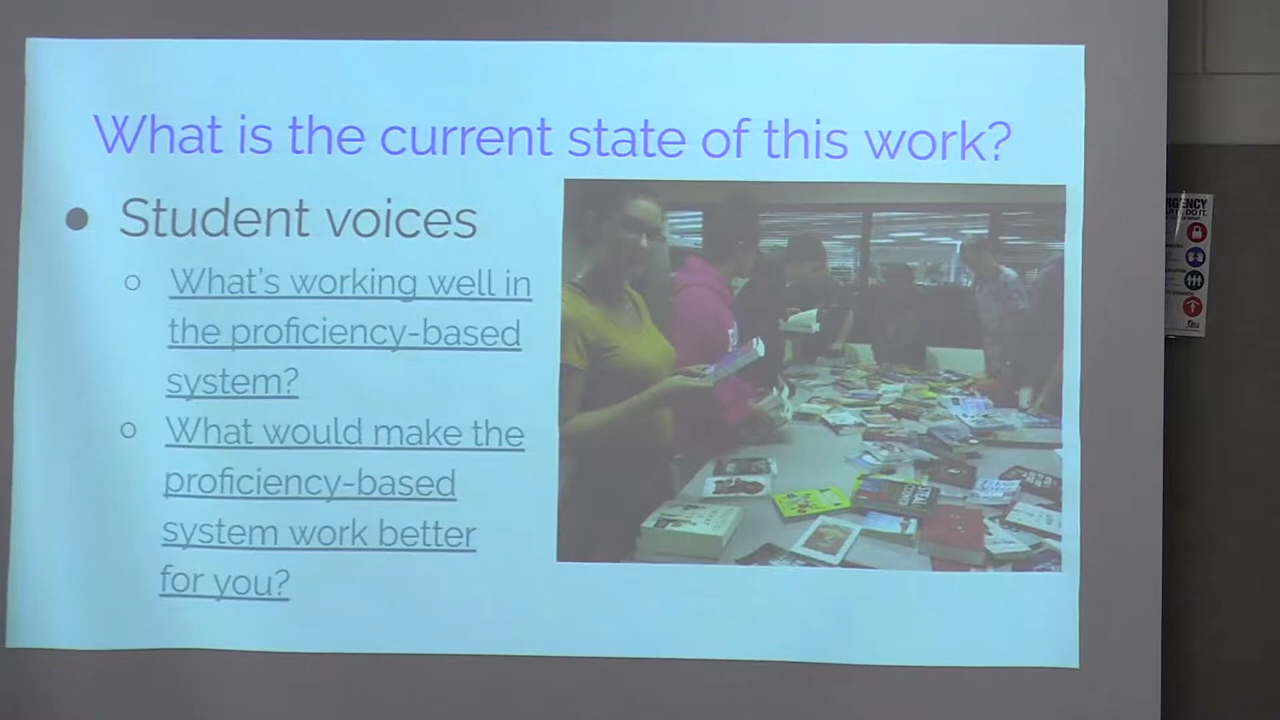 What is the current state of this work?
● Student voices
○ What's working well in
the proficiency-based
system?
○ What would make the
proficiency-based
system work better
for you?